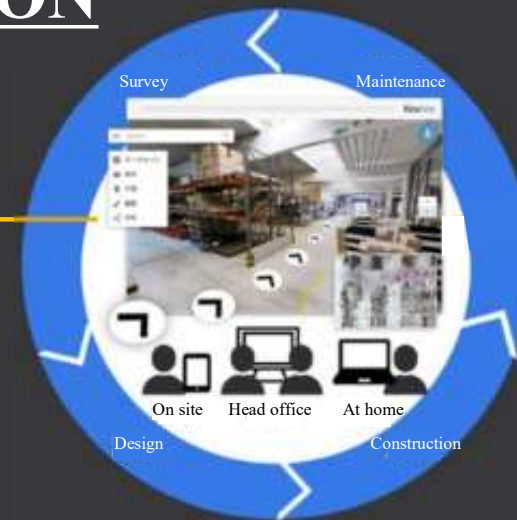 ON
Survey
Maintenance
On site
Head office
At home
Design
Construction